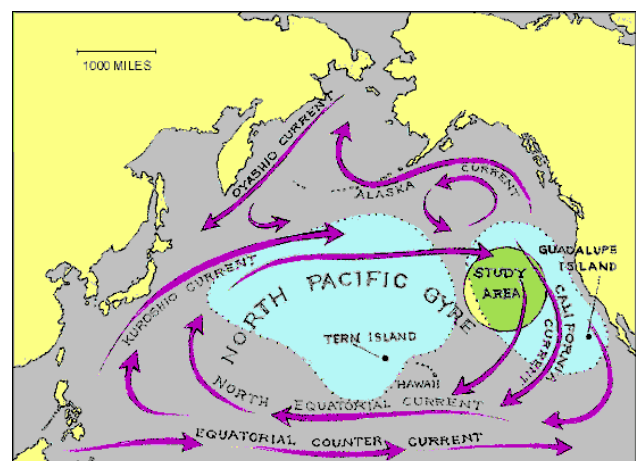 1000 MILES
OYASHIO CURRENT
ALASKA
CURRENT
GUADALUPE
ISLAND
STUDY
AREA
CALIFORNIA
CURRENT
KUROSHIO CURRENT
NORTH PACIFIC GYRE
TERN ISLAND
HAWAII
NORTH EQUATORIAL CURRENT
EQUATORIAL COUNTER CURRENT